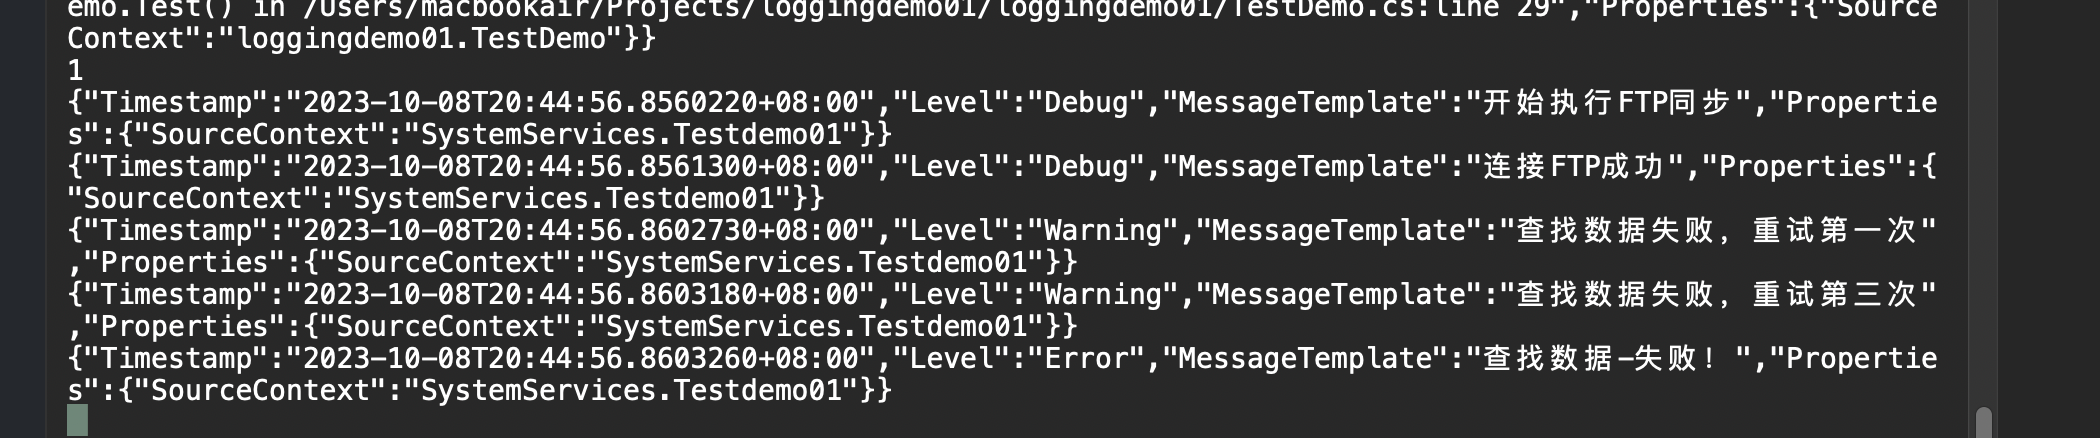 emo.Test() in /Users/macbookair/Projects/loggingdemo01/loggingdemo01/TestDemo.cs:line 29","Properties":{"Source
Context":"loggingdemo01.TestDemo"}}
1
{"Timestamp":"2023-10-08T20:44:56.8560220+08:00","Level":"Debug","MessageTemplate":"开始执行FTP同步","Propertie
s":{"SourceContext":"SystemServices.Testdemo01"}}
{"Timestamp":"2023-10-08T20:44:56.8561300+08:00","Level":"Debug","MessageTemplate":"连接FTP成功","Properties":{
"SourceContext":"SystemServices.Testdemo01"}}
{"Timestamp":"2023-10-08T20:44:56.8602730+08:00","Level":"Warning","MessageTemplate":"查找数据失败，重试第一次"
,"Properties":{"SourceContext":"SystemServices.Testdemo01"}}
{"Timestamp":"2023-10-08T20:44:56.8603180+08:00","Level":"Warning","MessageTemplate":"查找数据失败，重试第三次"
,"Properties":{"SourceContext":"SystemServices.Testdemo01"}}
{"Timestamp":"2023-10-08T20:44:56.8603260+08:00","Level":"Error","MessageTemplate":"查找数据-失败！","Propertie
s":{"SourceContext":"SystemServices.Testdemo01"}}